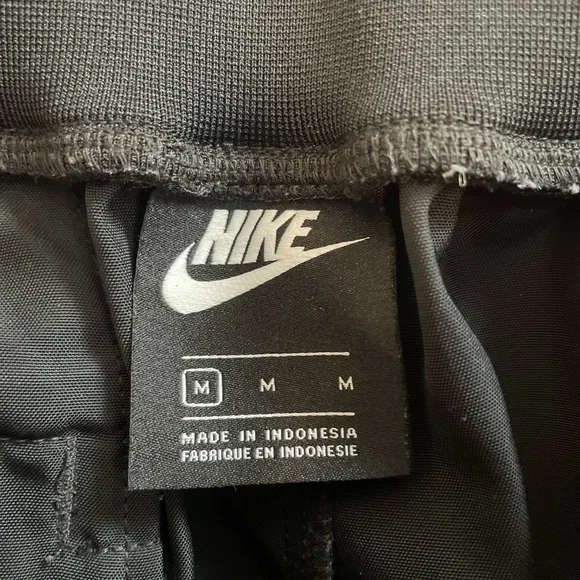 NIKE
M M M
MADE IN INDONESIA
FABRIQUE EN INDONESIE